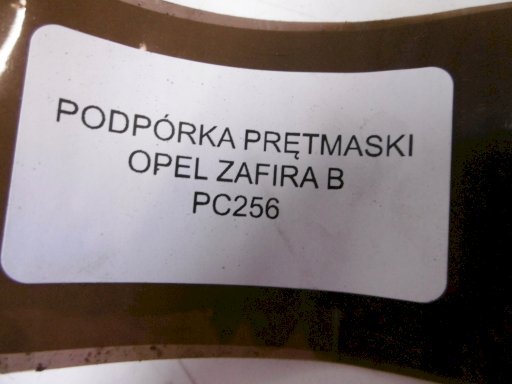 PODPÓRKA PRĘTMASKI
OPEL ZAFIRA B
PC256